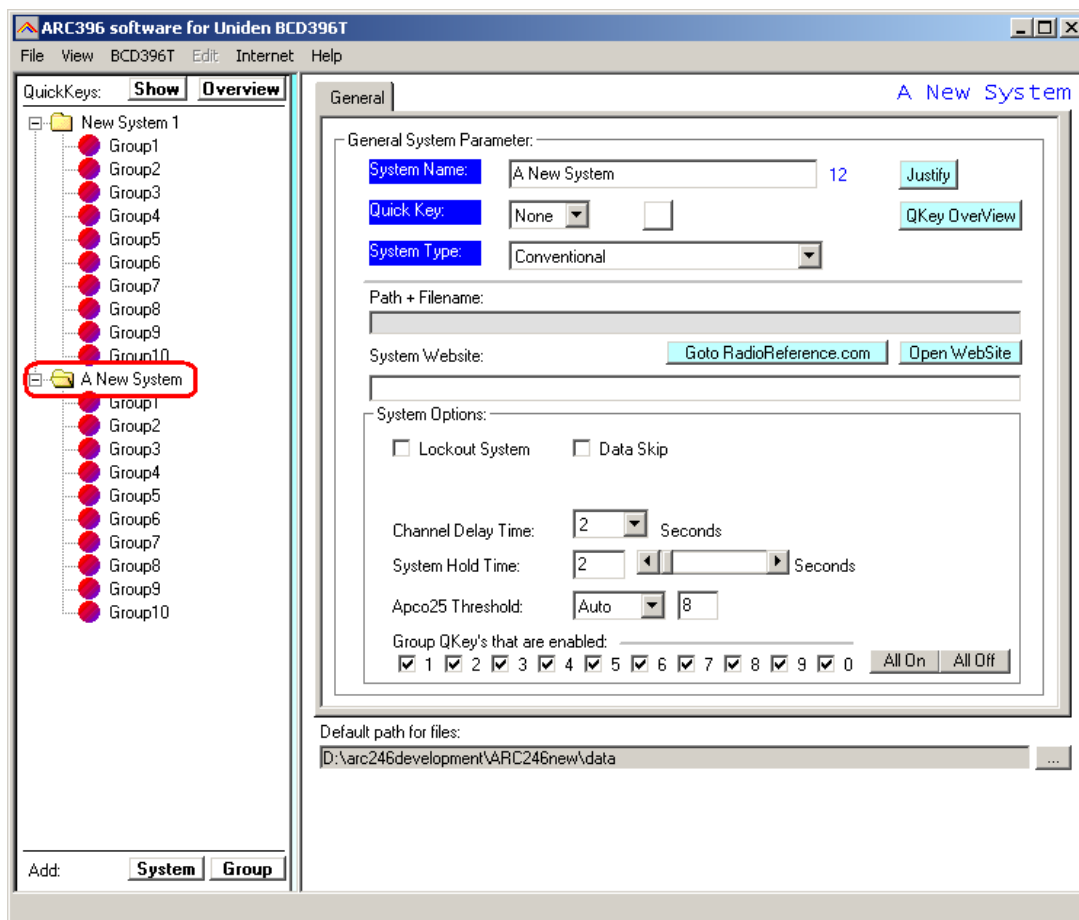 ARC396 software for Uniden BCD396T
File View BCD396T Edit Internet Help
QuickKeys: Show Overview
New System 1
Group1
Group2
Group3
Group4
Group5
Group6
Group7
Group8
Group9
Group10
A New System
Group1
Group2
Group3
Group4
Group5
Group6
Group7
Group8
Group9
Group10
Add: System Group
General
A New System
General System Parameter:
System Name: A New System 12 Justify
Quick Key: None QKey OverView
System Type: Conventional
Path + Filename:
System Website: Goto RadioReference.com Open WebSite
System Options:
Lockout System Data Skip
Channel Delay Time: 2 Seconds
System Hold Time: 2 Seconds
Apco25 Threshold: Auto 8
Group QKey's that are enabled:
1 2 3 4 5 6 7 8 9 0 All On All Off
Default path for files:
D:\arc246development\ARC246new\data ...